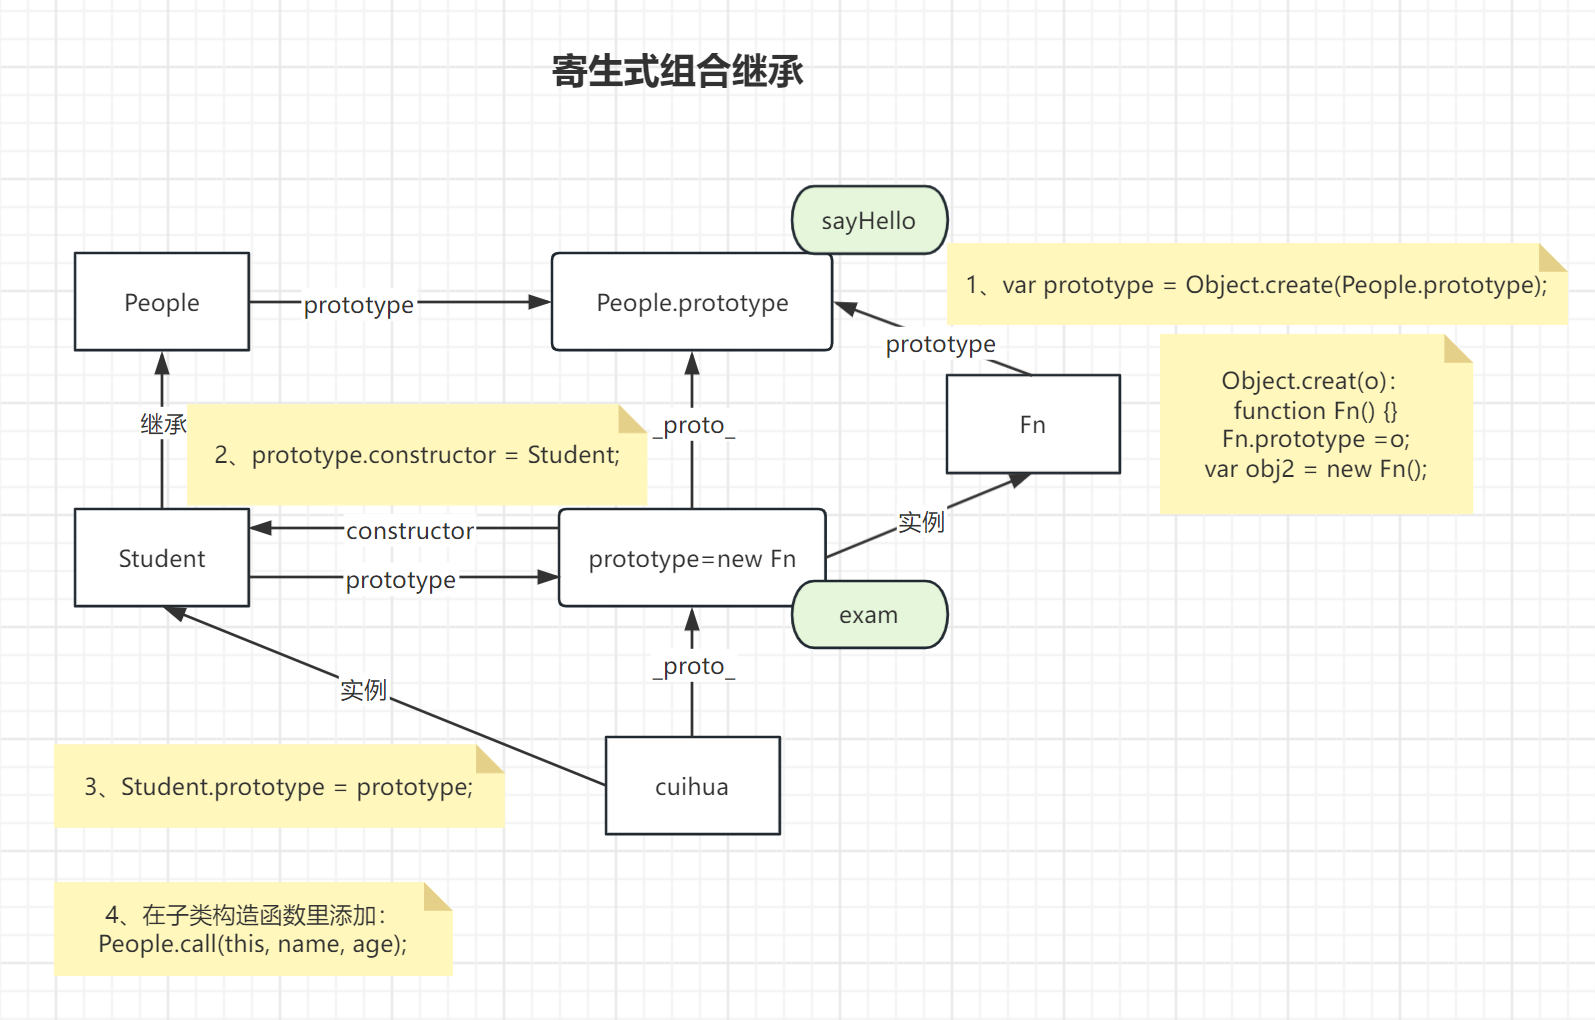 寄生式组合继承
sayHello
People
prototype
People.prototype
1、var prototype = Object.create(People.prototype);
prototype
Object.creat(o):
function Fn() {}
Fn.prototype =o;
var obj2 = new Fn();
Fn
继承
2、prototype.constructor = Student;
_proto_
实例
Student
constructor
prototype
prototype=new Fn
exam
_proto_
实例
cuihua
3、Student.prototype = prototype;
4、在子类构造函数里添加：
People.call(this, name, age);